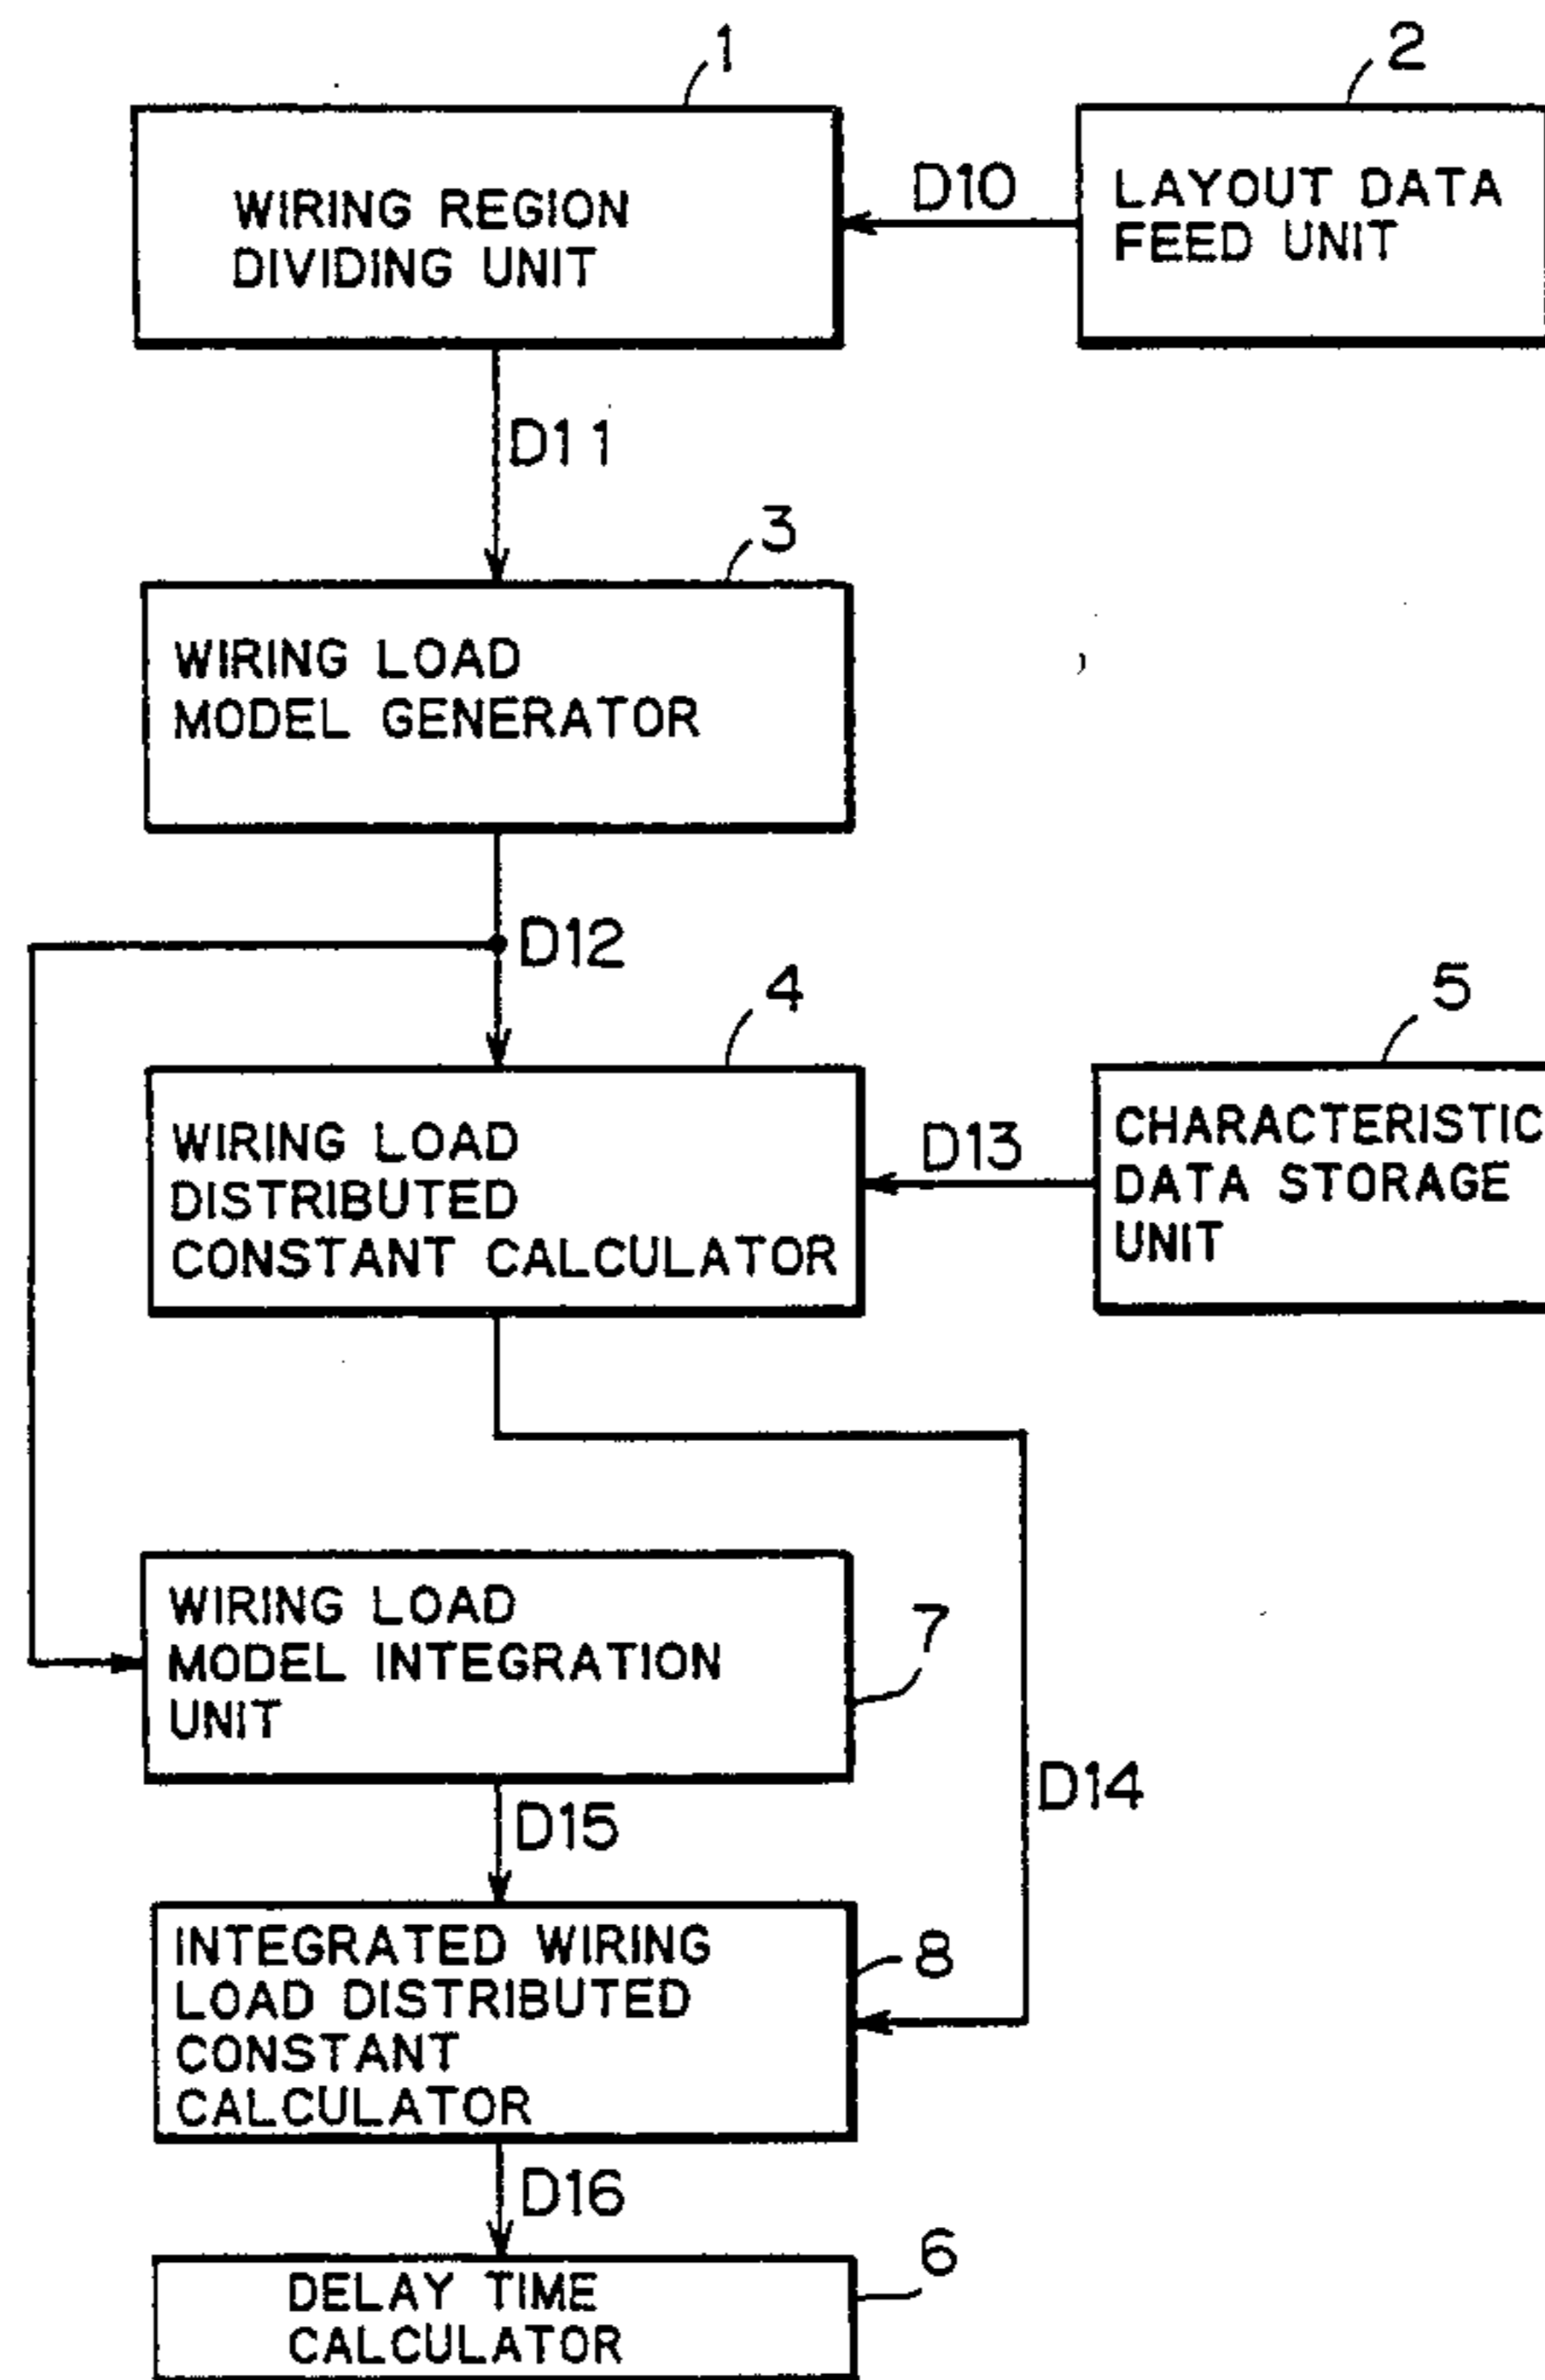 1
2
WIRING REGION
DIVIDING UNIT
D10
LAYOUT DATA
FEED UNIT
D11
3
WIRING LOAD
MODEL GENERATOR
D12
4
5
WIRING LOAD
DISTRIBUTED
CONSTANT CALCULATOR
D13
CHARACTERISTIC
DATA STORAGE
UNIT
WIRING LOAD
MODEL INTEGRATION
UNIT
7
D14
D15
INTEGRATED WIRING
LOAD DISTRIBUTED
CONSTANT
CALCULATOR
8
D16
6
DELAY TIME
CALCULATOR